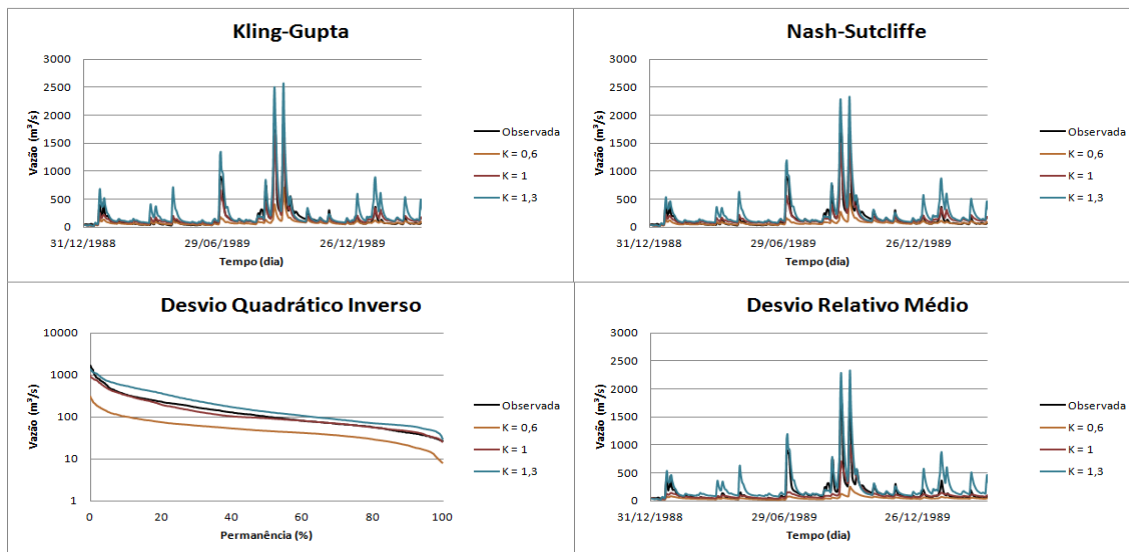 Kling-Gupta
3000
2500
2000
1500
1000
500
0
Vazão (m³/s)
31/12/1988
29/06/1989
26/12/1989
Tempo (dia)
Observada
K = 0,6
K = 1
K = 1,3
Nash-Sutcliffe
3000
2500
2000
1500
1000
500
0
Vazão (m³/s)
31/12/1988
29/06/1989
26/12/1989
Tempo (dia)
Observada
K = 0,6
K = 1
K = 1,3
Desvio Quadrático Inverso
10000
1000
100
10
1
Vazão (m³/s)
0
20
40
60
80
100
Permanência (%)
Observada
K = 0,6
K = 1
K = 1,3
Desvio Relativo Médio
3000
2500
2000
1500
1000
500
0
Vazão (m³/s)
31/12/1988
29/06/1989
26/12/1989
Tempo (dia)
Observada
K = 0,6
K = 1
K = 1,3